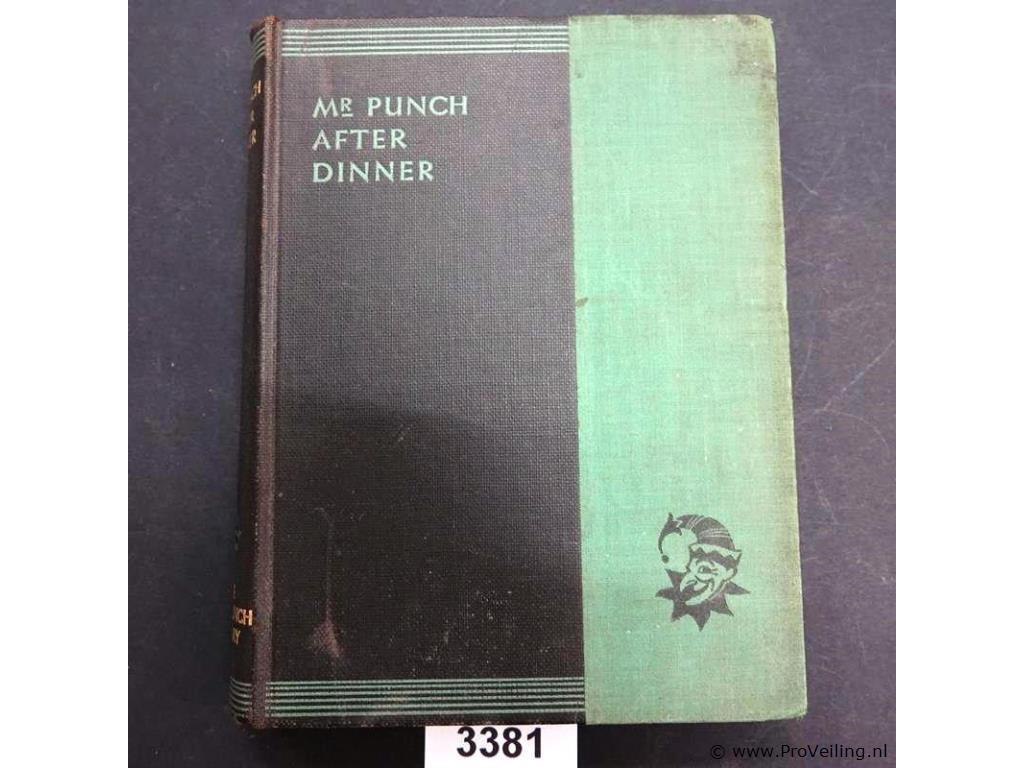 MR PUNCH
AFTER
DINNER
3381
© www.ProVeiling.nl